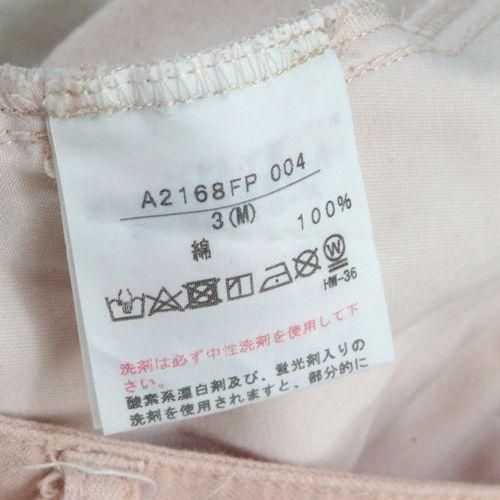 A2168FP 004
3(M)
綿 100%
W
HW-36
洗剤は必ず中性洗剤を使用して下
さい。
酸素系漂白剤及び、蛍光剤入りの
洗剤を使用されますと、部分的に